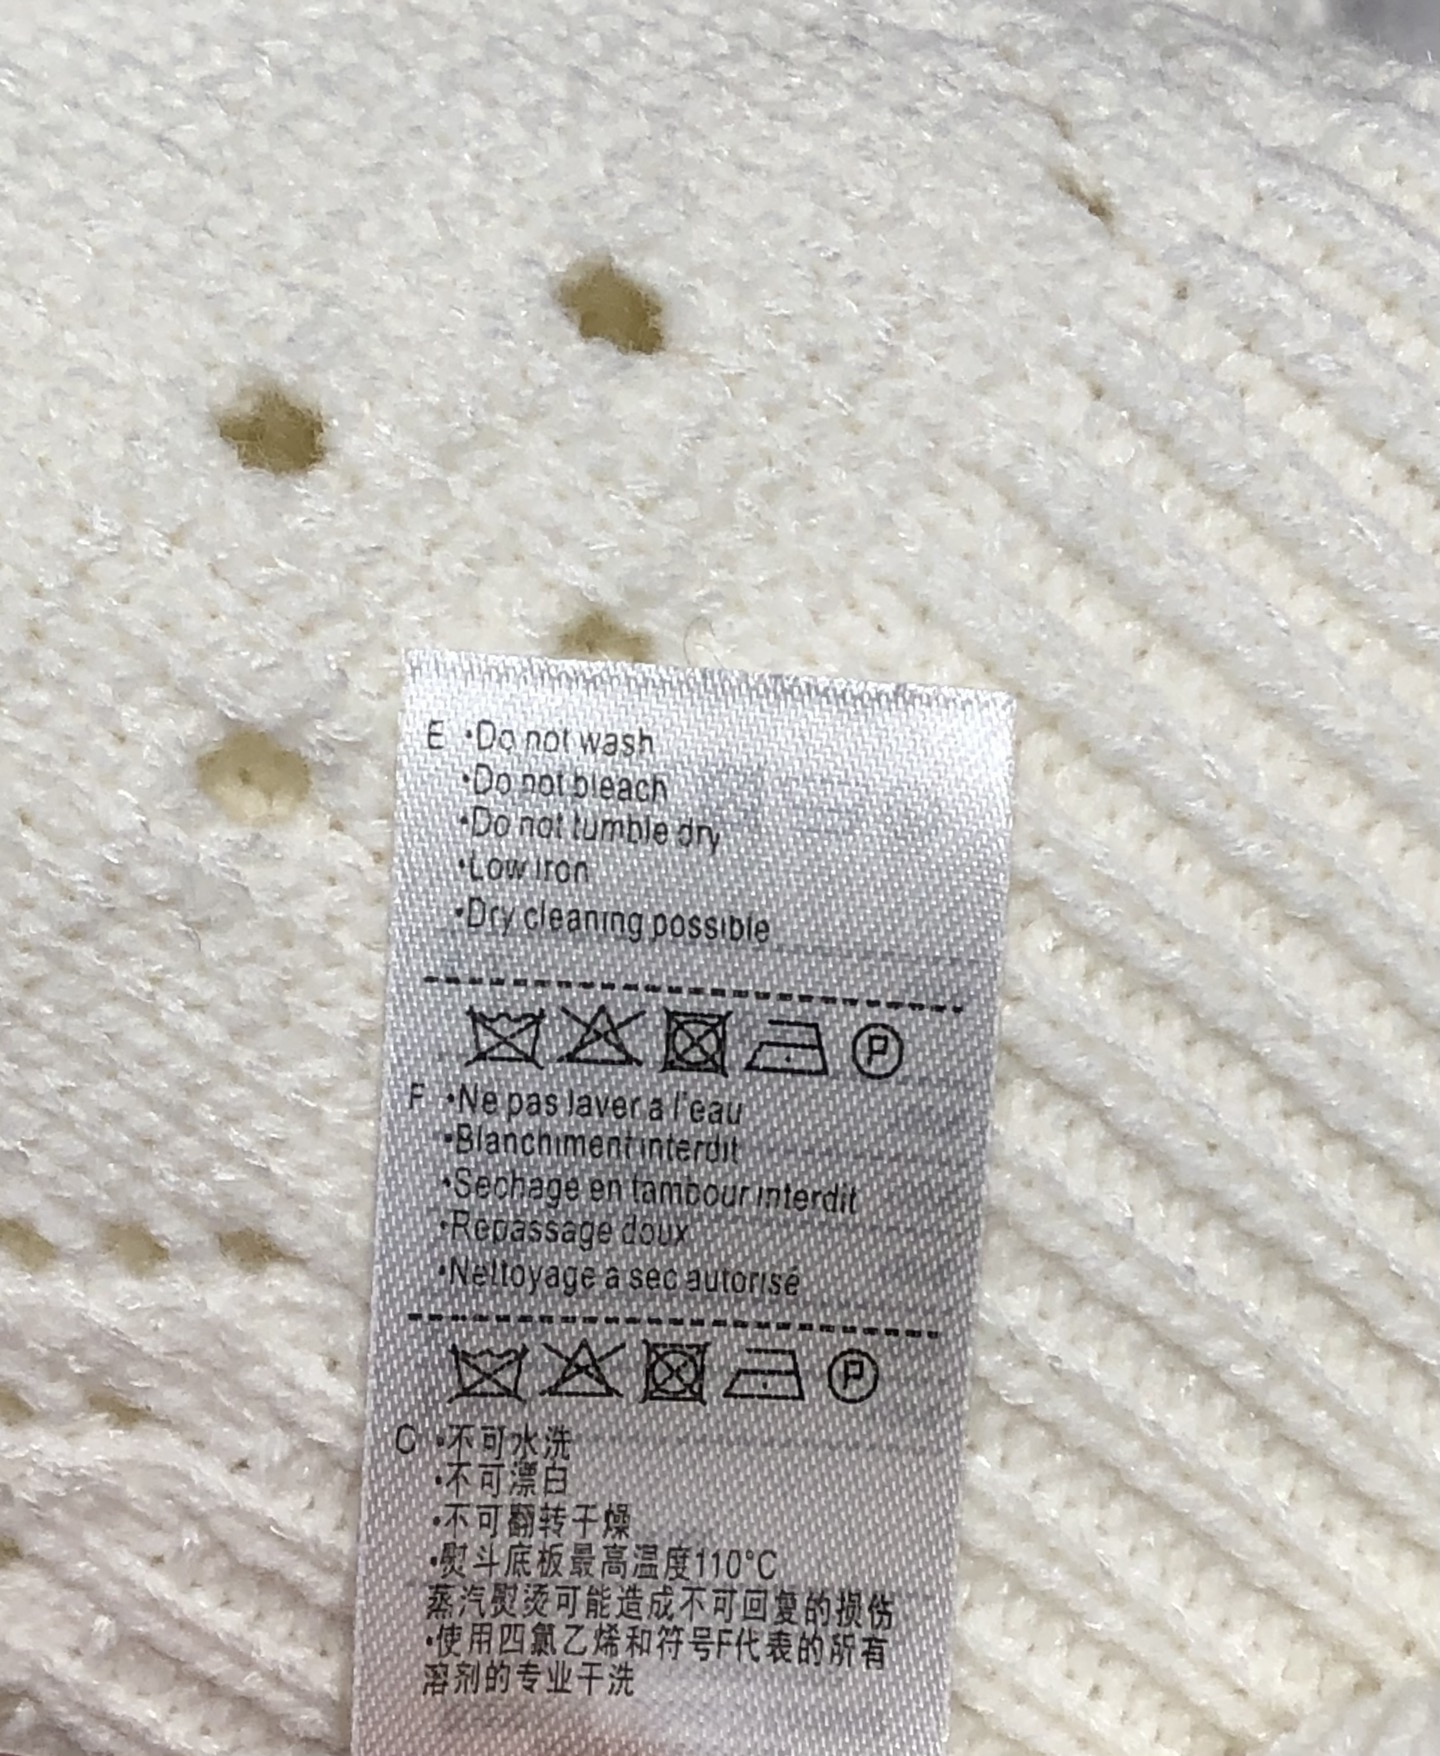 E •Do not wash
•Do not bleach
•Do not tumble dry
•Low iron
•Dry cleaning possible
P
F •Ne pas laver a l'eau
•Blanchiment interdit
•Sechage en tambour interdit
•Repassage doux
•Nettoyage a sec autorisé
P
C •不可水洗
•不可漂白
•不可翻转干燥
•熨斗底板最高温度110°C
蒸汽熨烫可能造成不可回复的损伤
•使用四氯乙烯和符号F代表的所有
溶剂的专业干洗